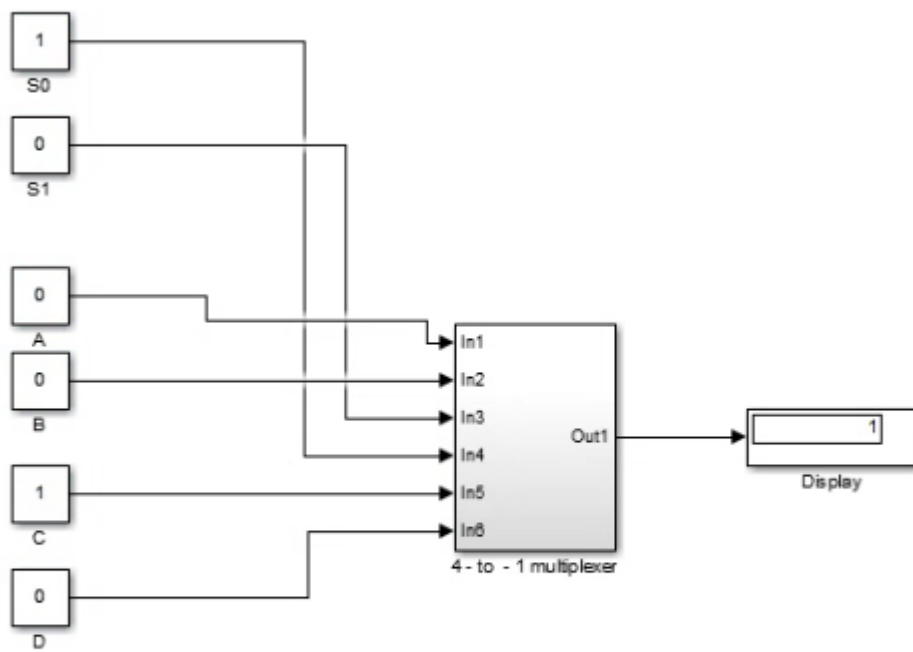 1
S0
0
S1
0
A
0
B
1
C
0
D
In1
In2
In3
In4
In5
In6
Out1
4 - to - 1 multiplexer
1
Display